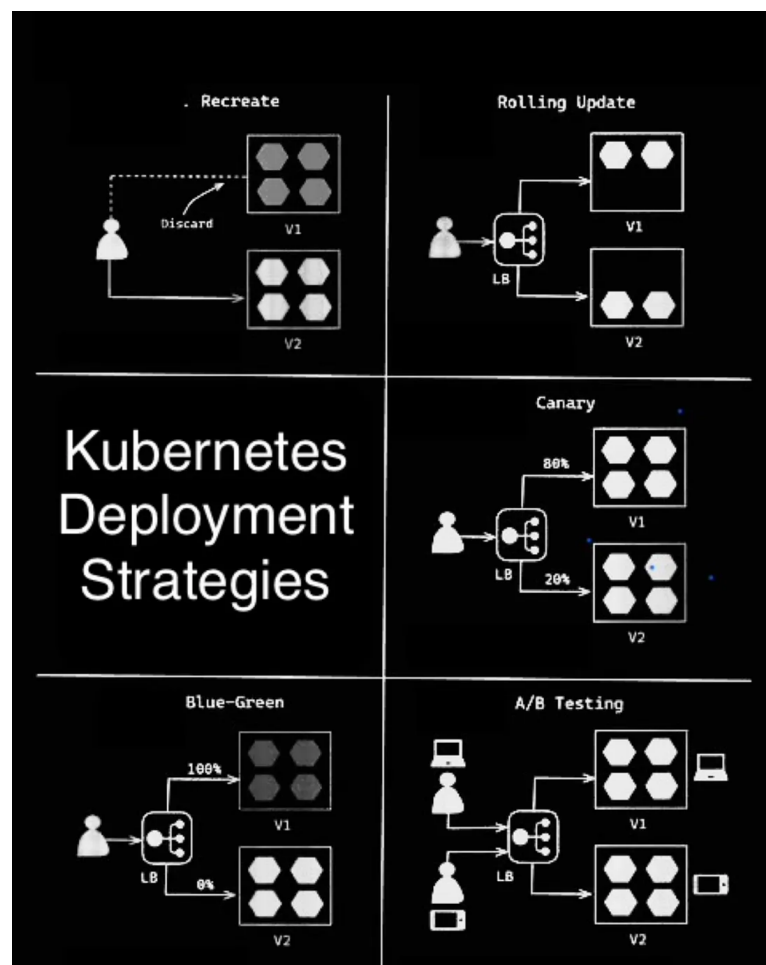 . Recreate
Discard
V1
V2
Rolling Update
LB
V1
V2
Kubernetes
Deployment
Strategies
Canary
80%
V1
LB
20%
V2
Blue-Green
100%
V1
LB
0%
V2
A/B Testing
V1
LB
V2